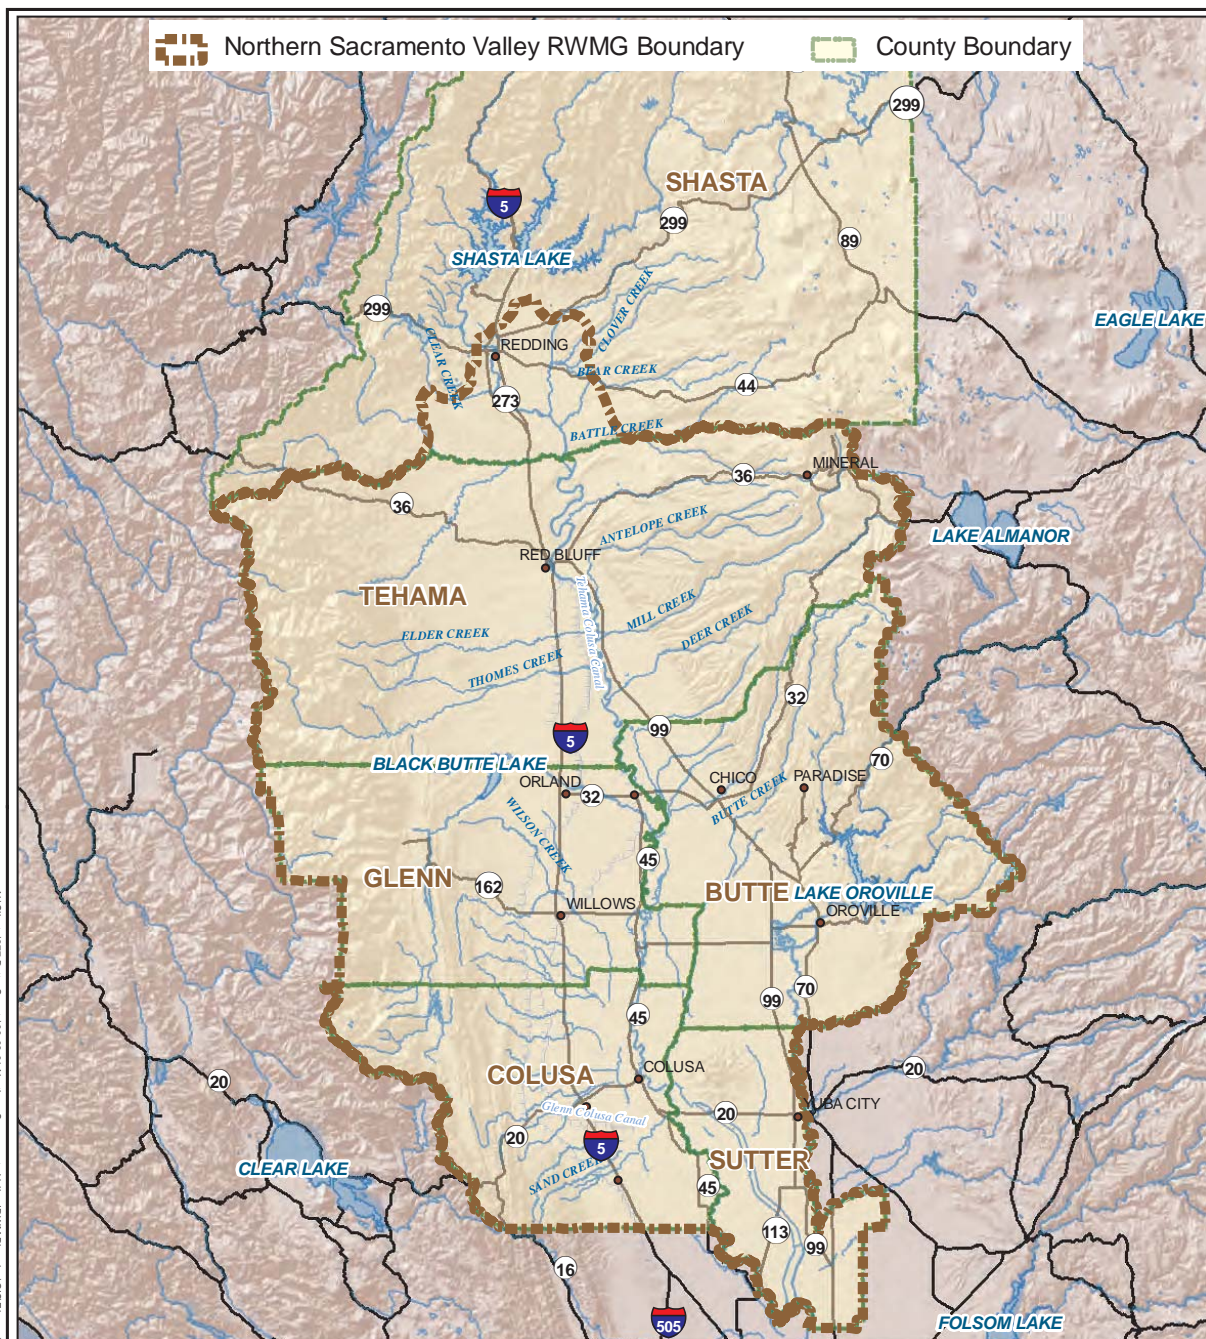 Northern Sacramento Valley RWMG Boundary
County Boundary
299
SHASTA
5
299
89
SHASTA LAKE
CLOVER CREEK
EAGLE LAKE
299
CLEAR CREEK
REDDING
BEAR CREEK
44
273
BATTLE CREEK
MINERAL
36
36
ANTELOPE CREEK
LAKE ALMANOR
RED BLUFF
TEHAMA
Tehama Colusa Canal
MILL CREEK
DEER CREEK
ELDER CREEK
THOMES CREEK
32
99
5
70
BLACK BUTTE LAKE
ORLAND
32
CHICO
PARADISE
BUTTE CREEK
WILSON CREEK
45
GLENN
162
BUTTE
LAKE OROVILLE
WILLOWS
OROVILLE
99
70
45
COLUSA
COLUSA
20
20
Glenn Colusa Canal
20
YUBA CITY
20
5
CLEAR LAKE
SAND CREEK
SUTTER
45
113
99
16
505
FOLSOM LAKE